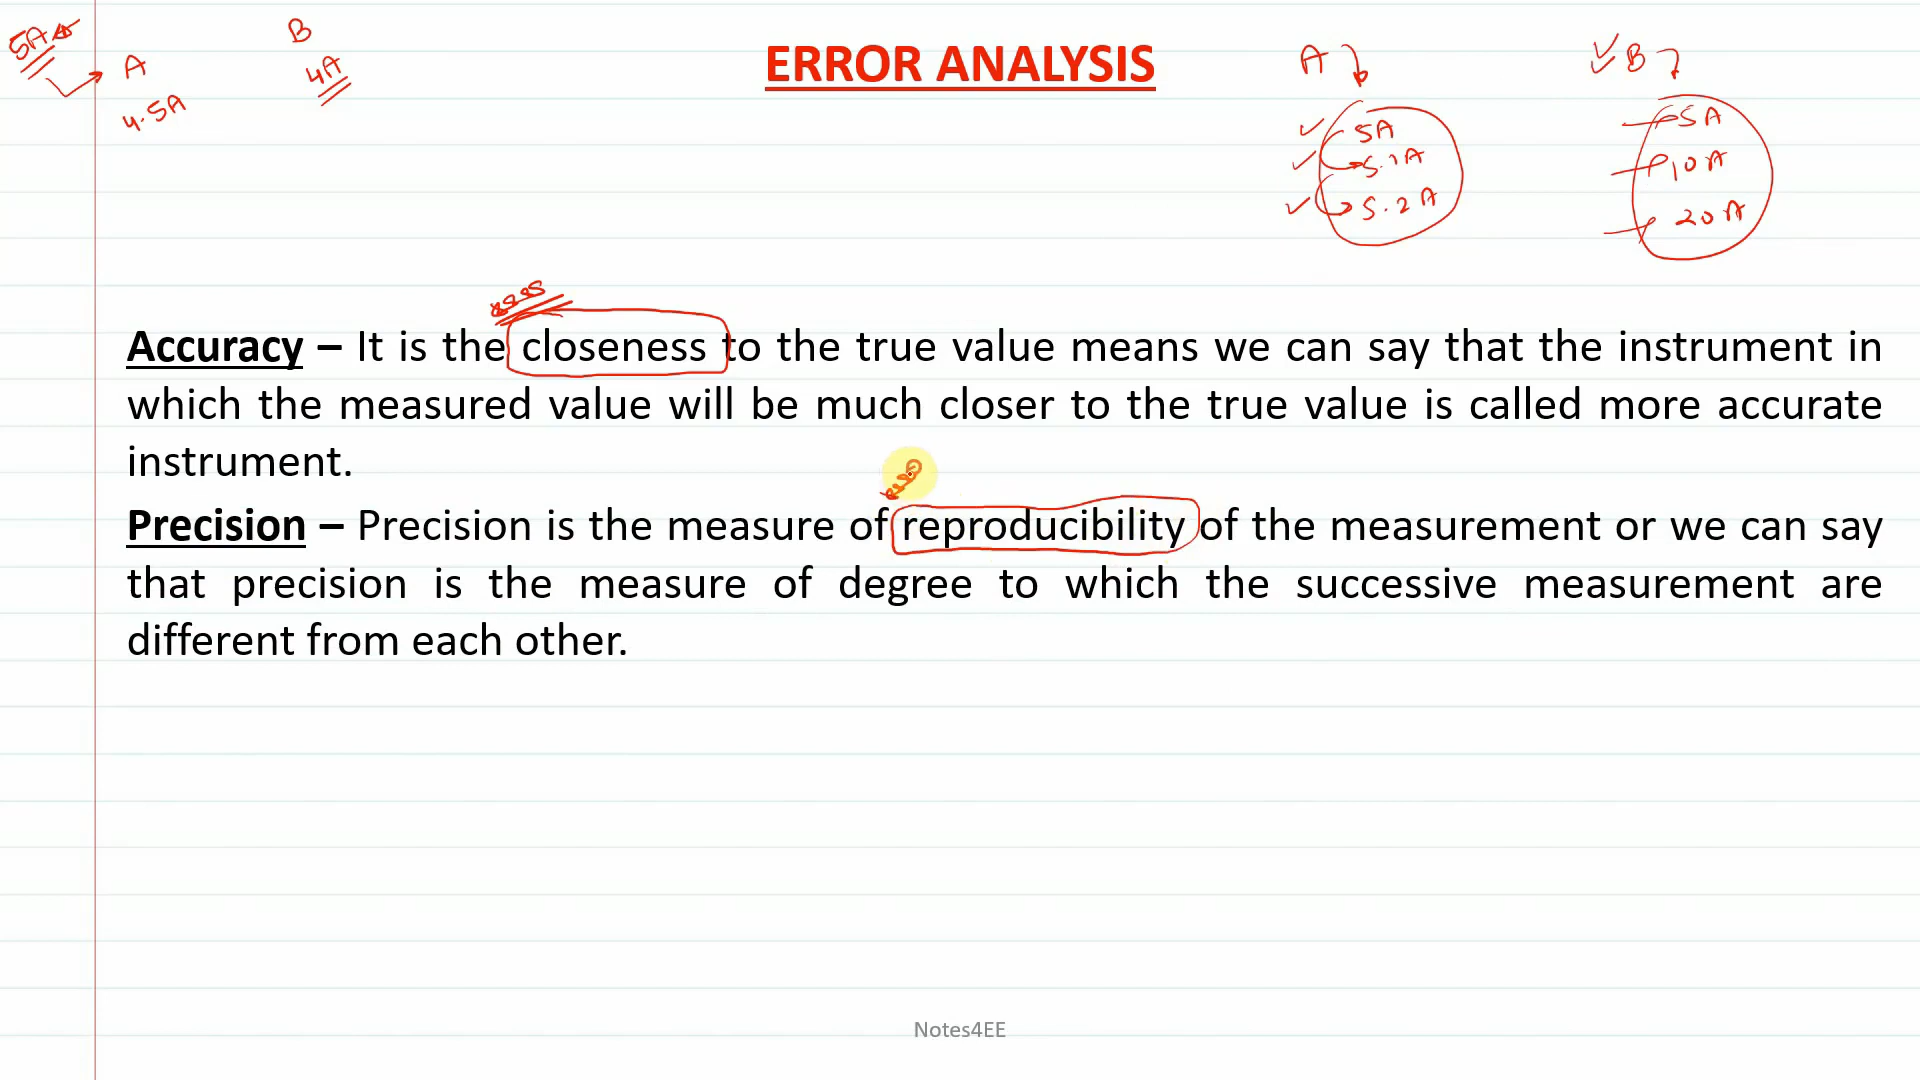 5A
A
4.5A
B
4A
ERROR ANALYSIS
A
5A
5.1A
5.2A
B
5A
10A
20A
Accuracy – It is the closeness to the true value means we can say that the instrument in
which the measured value will be much closer to the true value is called more accurate
instrument.
Precision – Precision is the measure of reproducibility of the measurement or we can say
that precision is the measure of degree to which the successive measurement are
different from each other.
Notes4EE